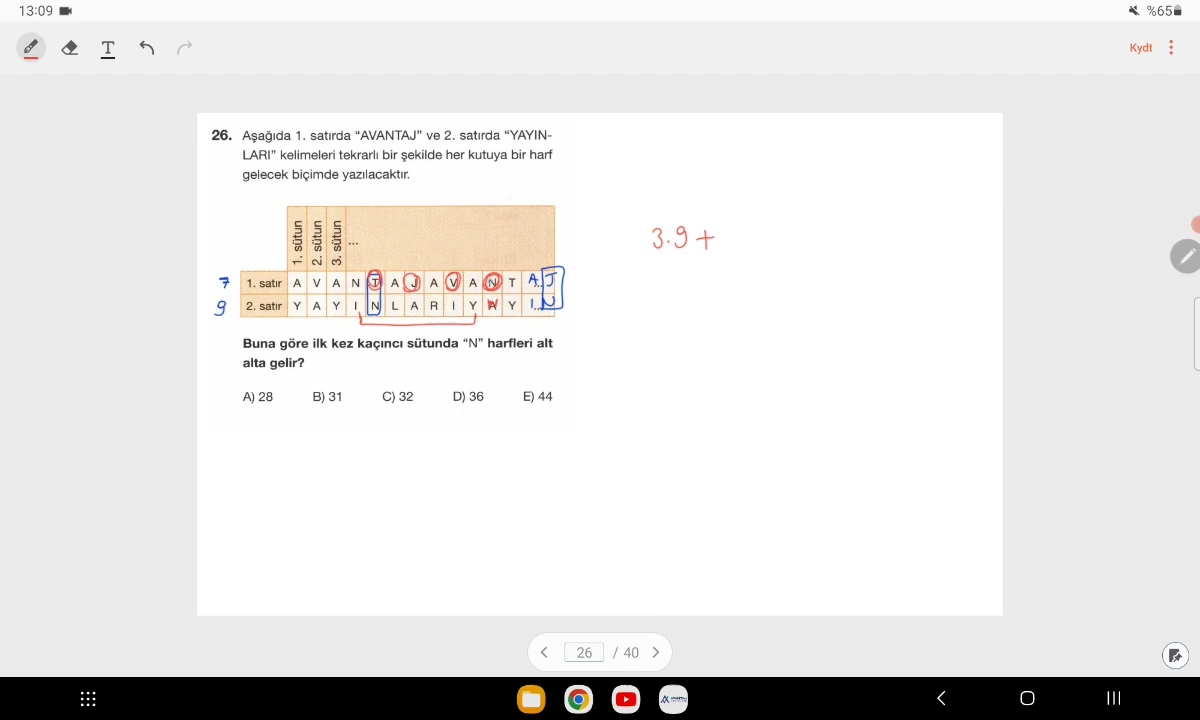 13:09
%65
T
Kydt
26. Aşağıda 1. satırda “AVANTAJ” ve 2. satırda “YAYIN-
LARI” kelimeleri tekrarlı bir şekilde her kutuya bir harf
gelecek biçimde yazılacaktır.
1. sütun 2. sütun 3. sütun ...
3.9 +
7 1. satır A V A N T A J A V A N T A... J
9 2. satır Y A Y I N L A R I Y A Y I... N
Buna göre ilk kez kaçıncı sütunda “N” harfleri alt
alta gelir?
A) 28 B) 31 C) 32 D) 36 E) 44
26 / 40